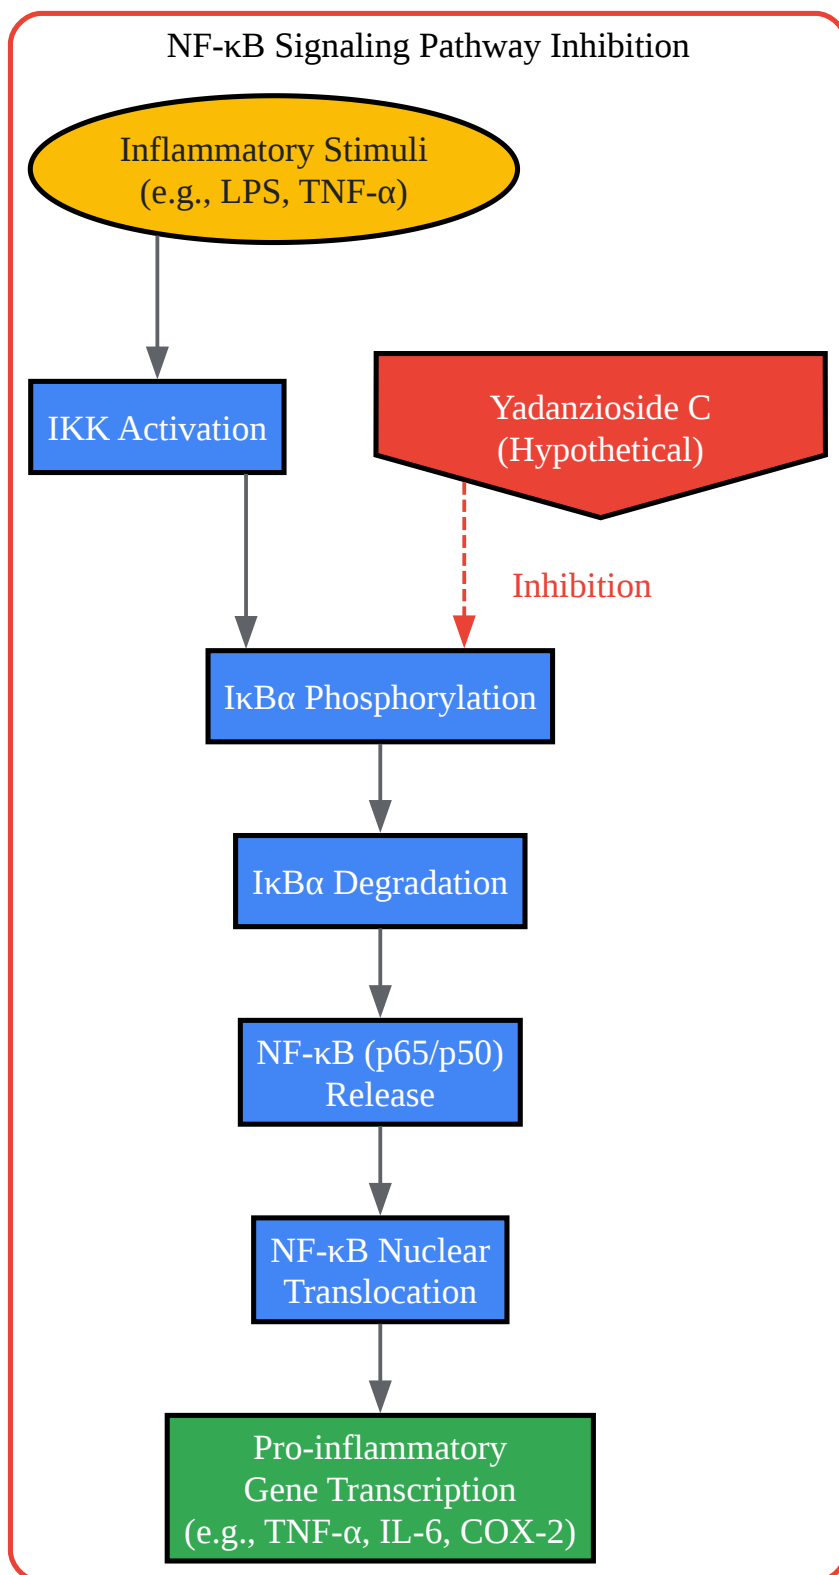 NF-κB Signaling Pathway Inhibition
Inflammatory Stimuli
(e.g., LPS, TNF-α)
IKK Activation
Yadanzioside C
(Hypothetical)
Inhibition
IκBα Phosphorylation
IκBα Degradation
NF-κB (p65/p50)
Release
NF-κB Nuclear
Translocation
Pro-inflammatory
Gene Transcription
(e.g., TNF-α, IL-6, COX-2)